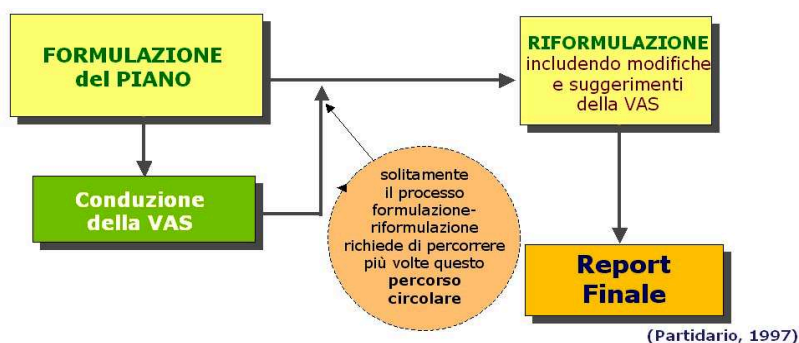 FORMULAZIONE
del PIANO
RIFORMULAZIONE
includendo modifiche
e suggerimenti
della VAS
Conduzione
della VAS
solitamente
il processo
formulazione-
riformulazione
richiede di percorrere
più volte questo
percorso
circolare
Report
Finale
(Partidario, 1997)